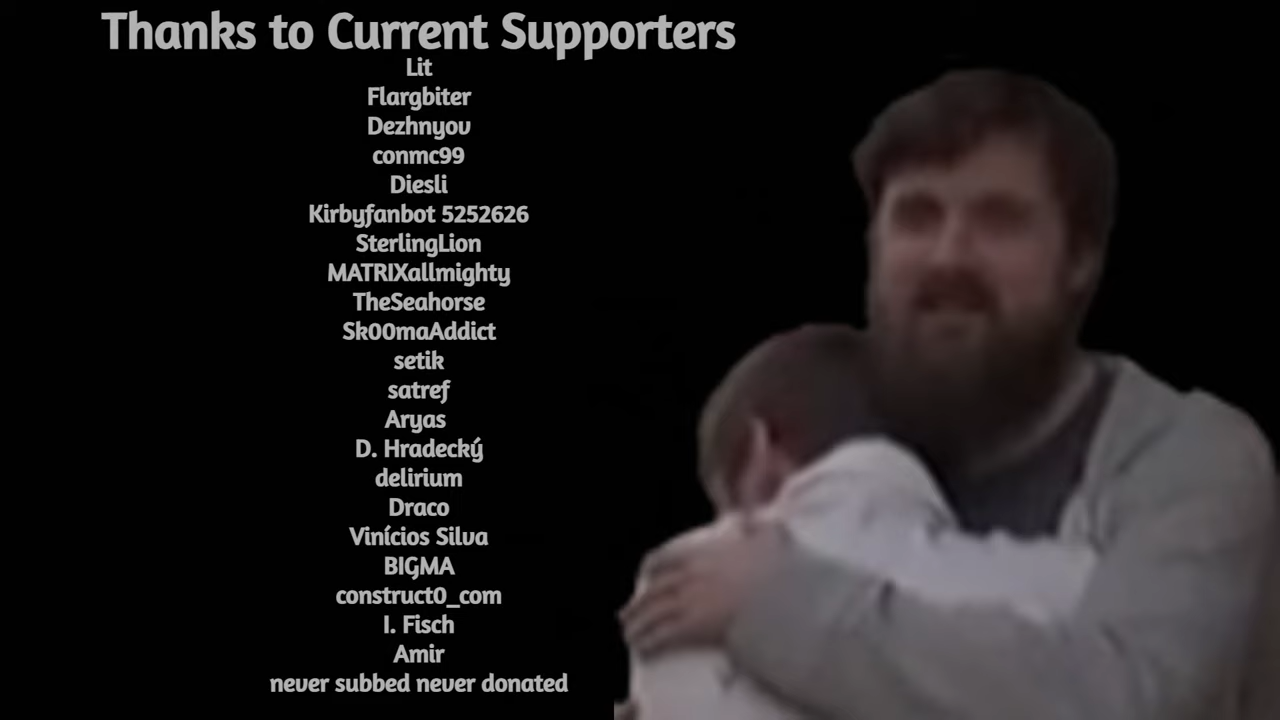 Thanks to Current Supporters
Lit
Flargbiter
Dezhnyov
conmc99
Diesli
Kirbyfanbot 5252626
SterlingLion
MATRIXallmighty
TheSeahorse
Sk00maAddict
setik
satref
Aryas
D. Hradecký
delirium
Draco
Vinícios Silva
BIGMA
construct0_com
I. Fisch
Amir
never subbed never donated